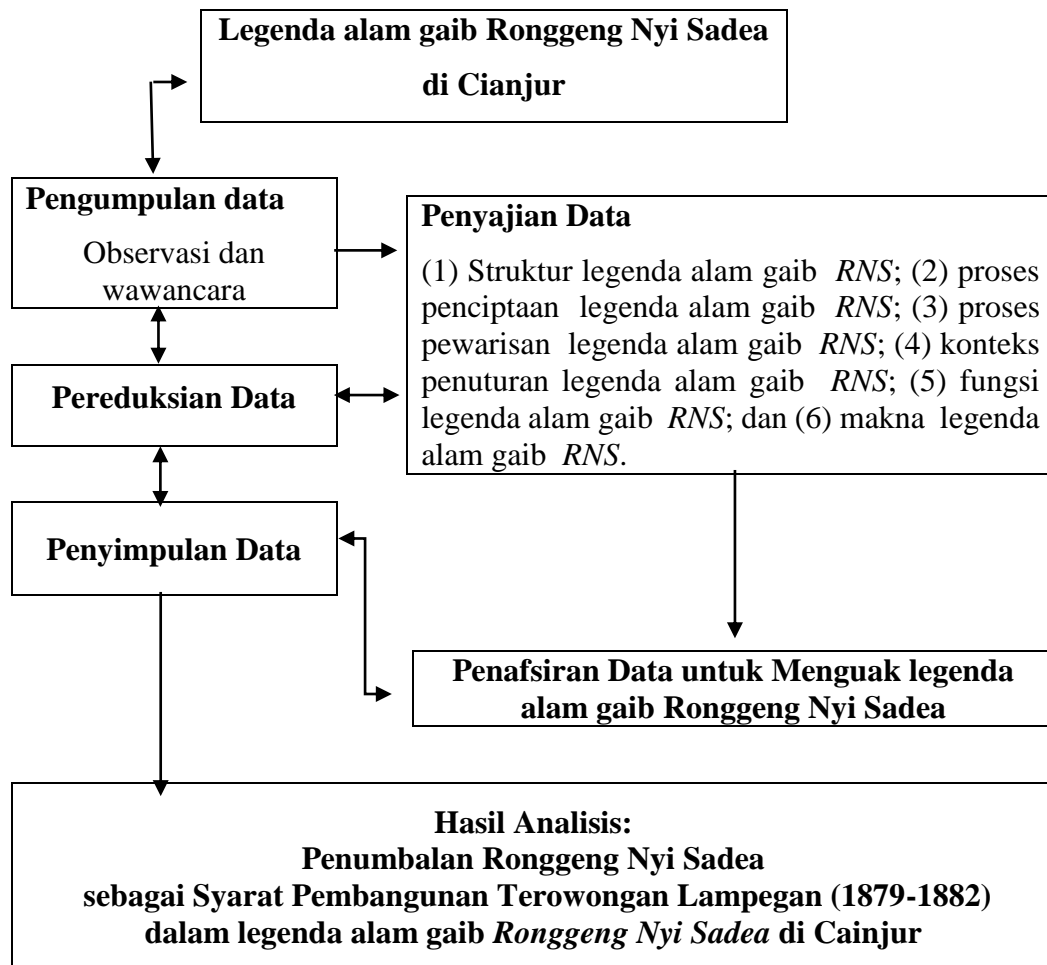 Legenda alam gaib Ronggeng Nyi Sadea
di Cianjur
Pengumpulan data
Observasi dan
wawancara
Penyajian Data
(1) Struktur legenda alam gaib RNS; (2) proses
penciptaan legenda alam gaib RNS; (3) proses
pewarisan legenda alam gaib RNS; (4) konteks
penuturan legenda alam gaib RNS; (5) fungsi
legenda alam gaib RNS; dan (6) makna legenda
alam gaib RNS.
Pereduksian Data
Penyimpulan Data
Penafsiran Data untuk Menguak legenda
alam gaib Ronggeng Nyi Sadea
Hasil Analisis:
Penumbalan Ronggeng Nyi Sadea
sebagai Syarat Pembangunan Terowongan Lampegan (1879-1882)
dalam legenda alam gaib Ronggeng Nyi Sadea di Cainjur